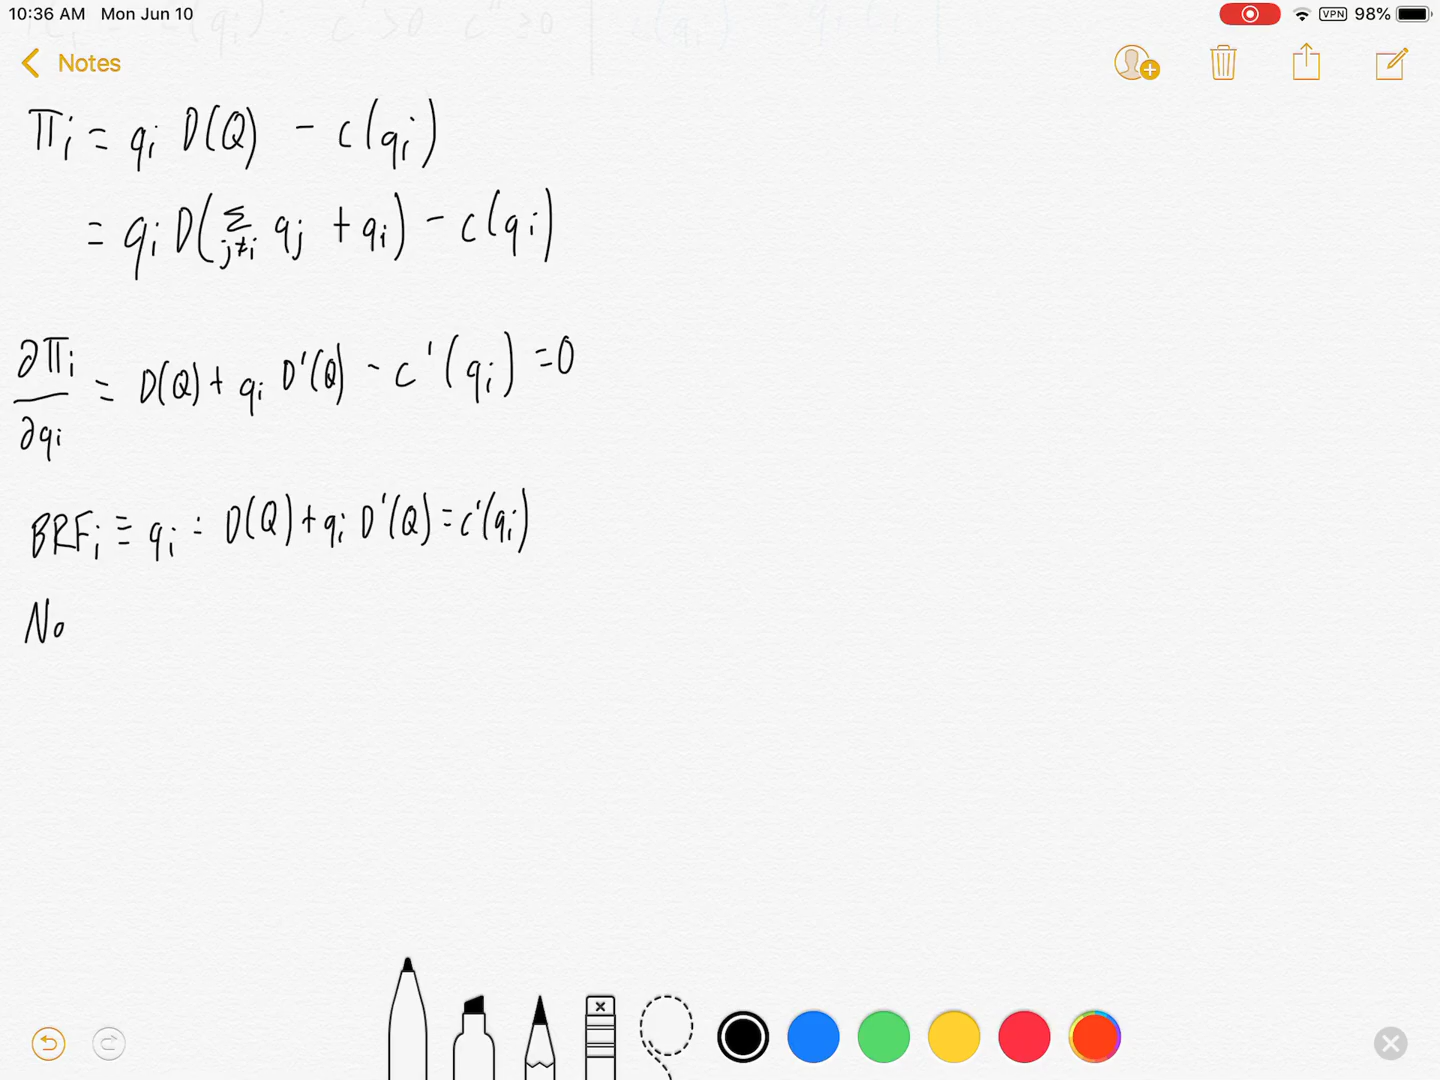 10:36 AM Mon Jun 10
VPN 98%
Notes
πi = qi D(Q) - c(qi)
= qi D(Σj≠i qj + qi) - c(qi)
∂πi/∂qi = D(Q) + qi D'(Q) - c'(qi) = 0
BRFi ≡ qi : D(Q) + qi D'(Q) = c'(qi)
No